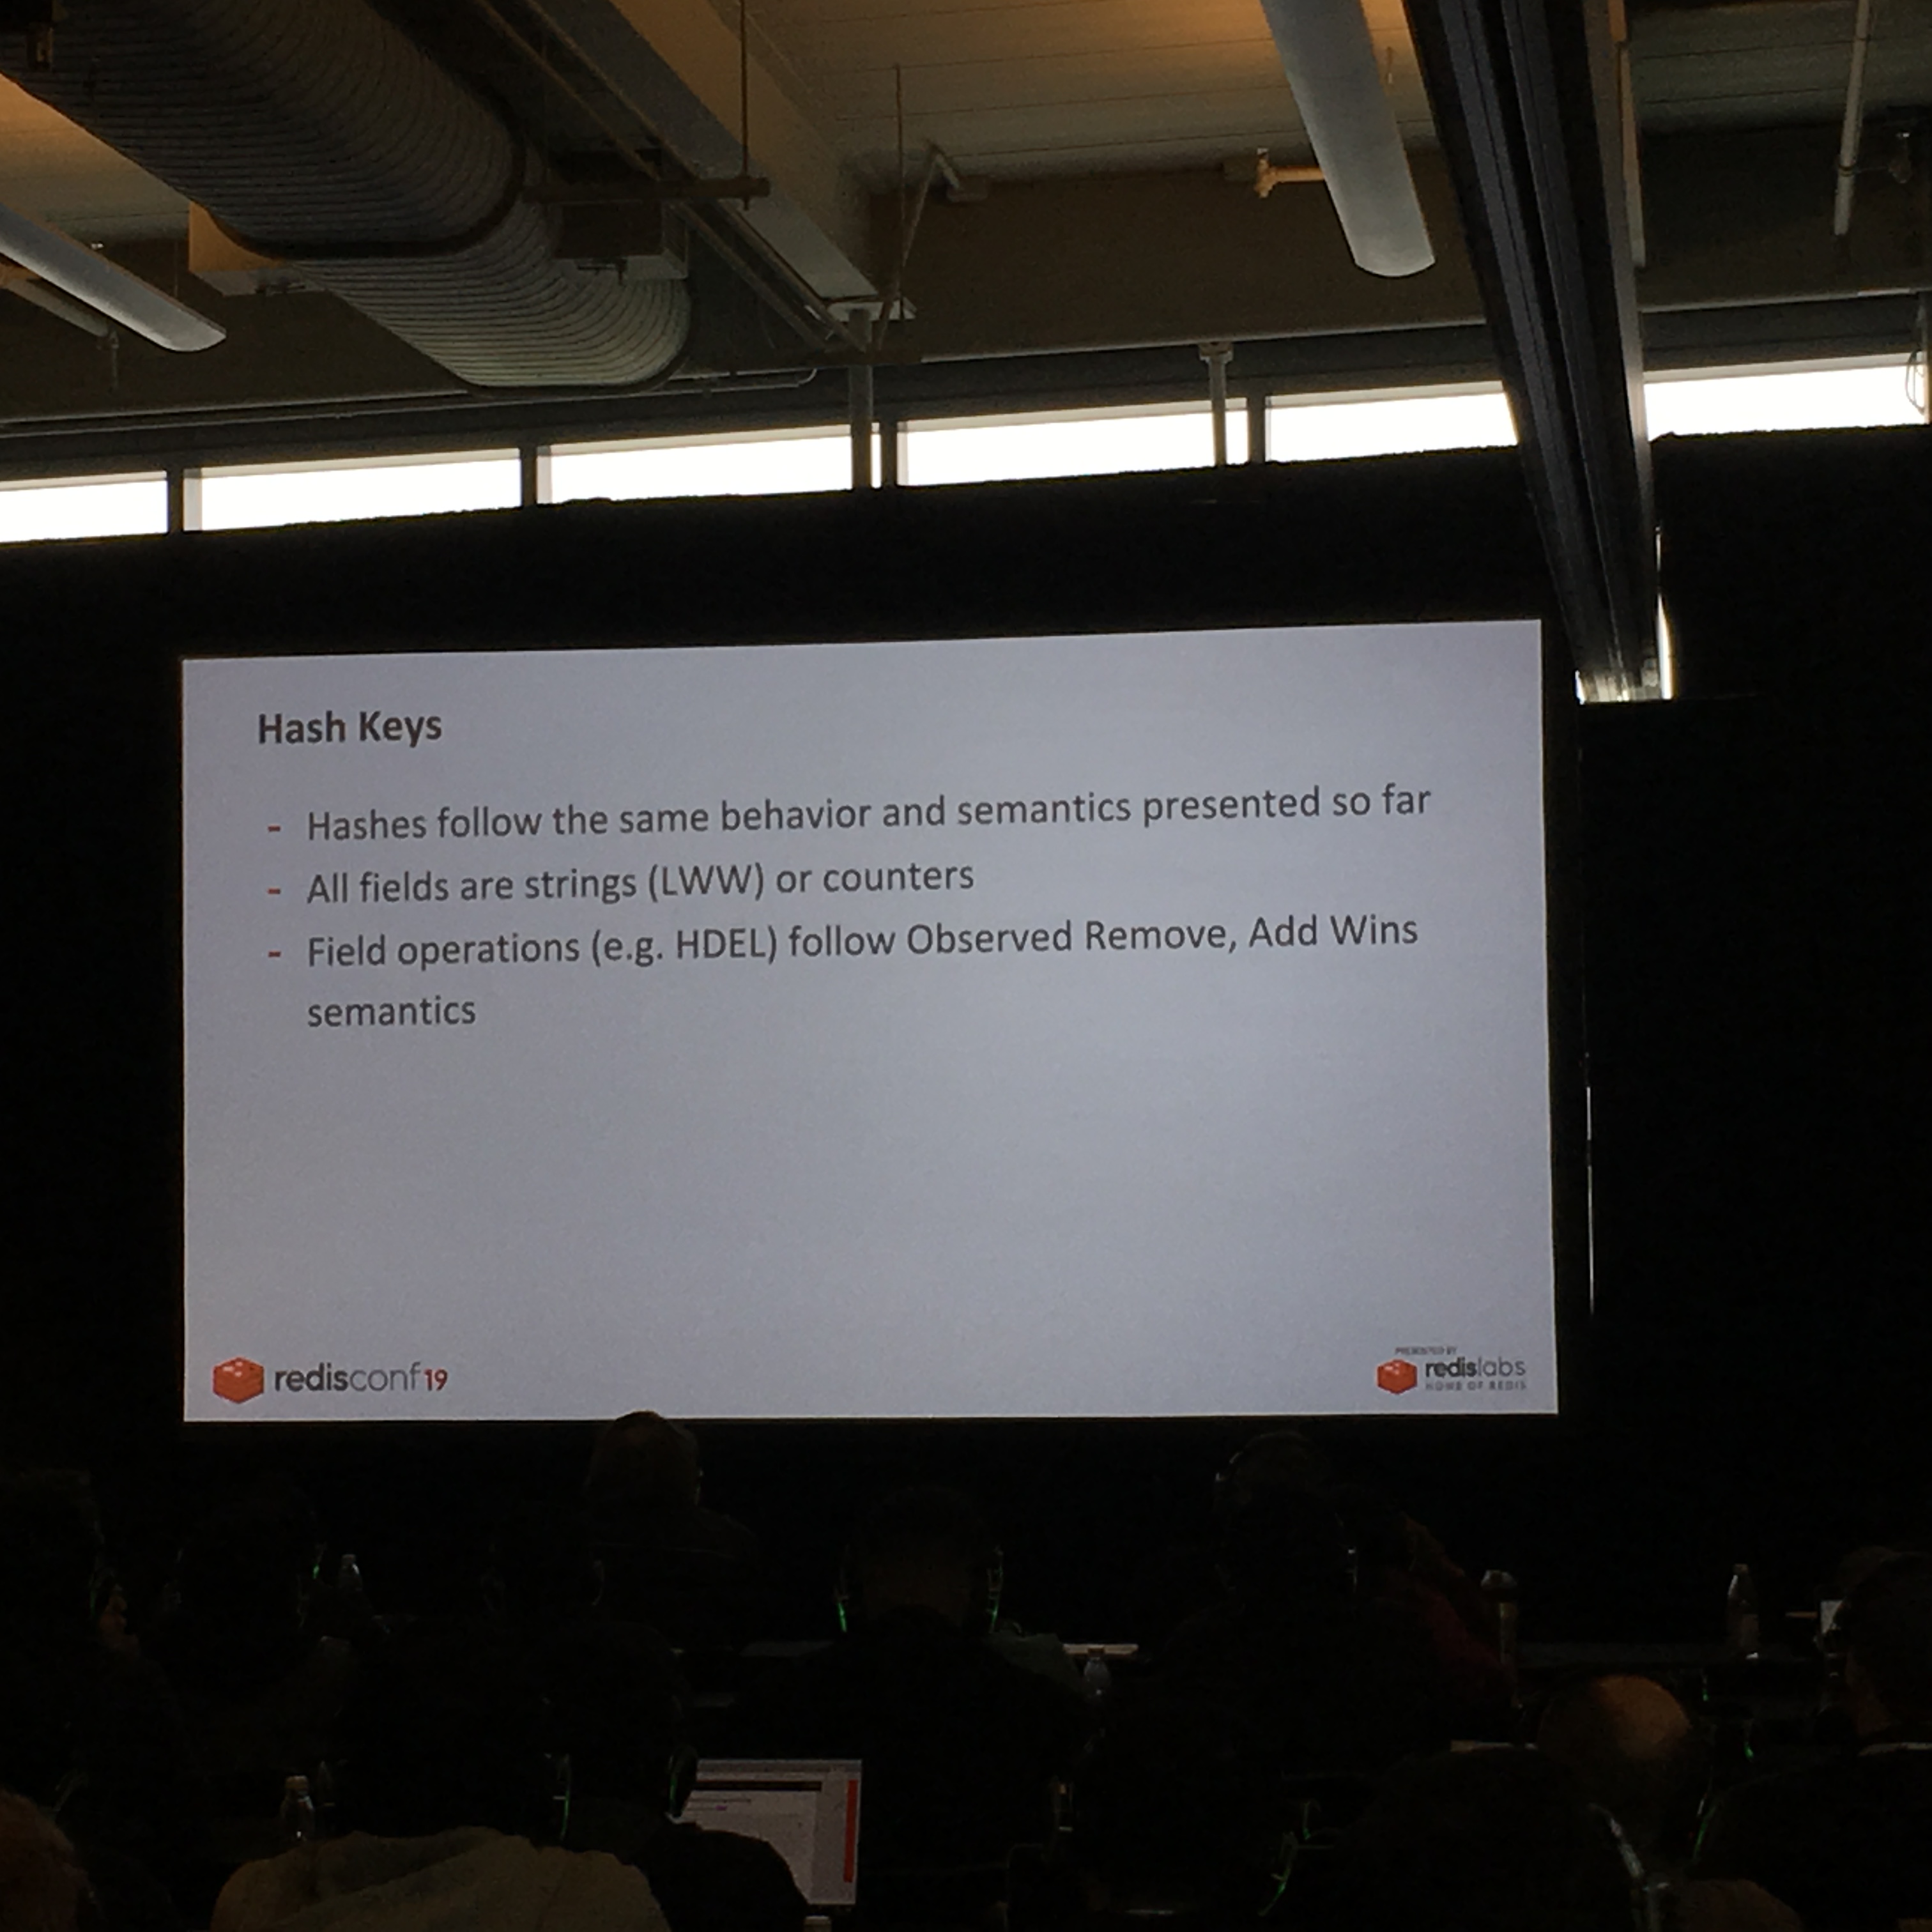 Hash Keys
- Hashes follow the same behavior and semantics presented so far
- All fields are strings (LWW) or counters
- Field operations (e.g. HDEL) follow Observed Remove, Add Wins
semantics
redisconf19
PRESENTED BY
redislabs
HOME OF REDIS